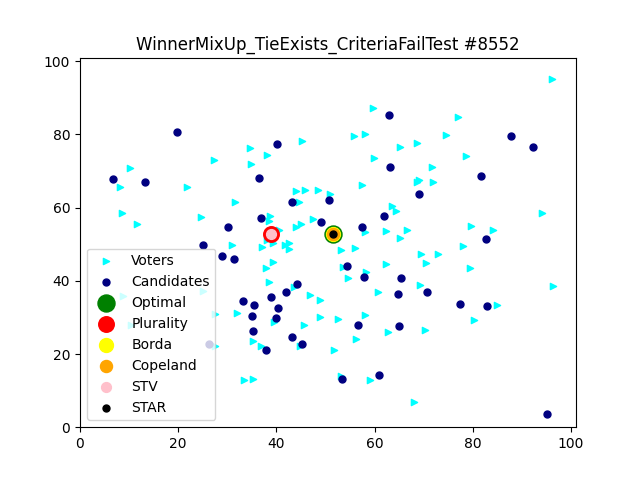 WinnerMixUp_TieExists_CriteriaFailTest #8552
100
80
60
40
20
0
Voters
Candidates
Optimal
Plurality
Borda
Copeland
STV
STAR
0 20 40 60 80 100